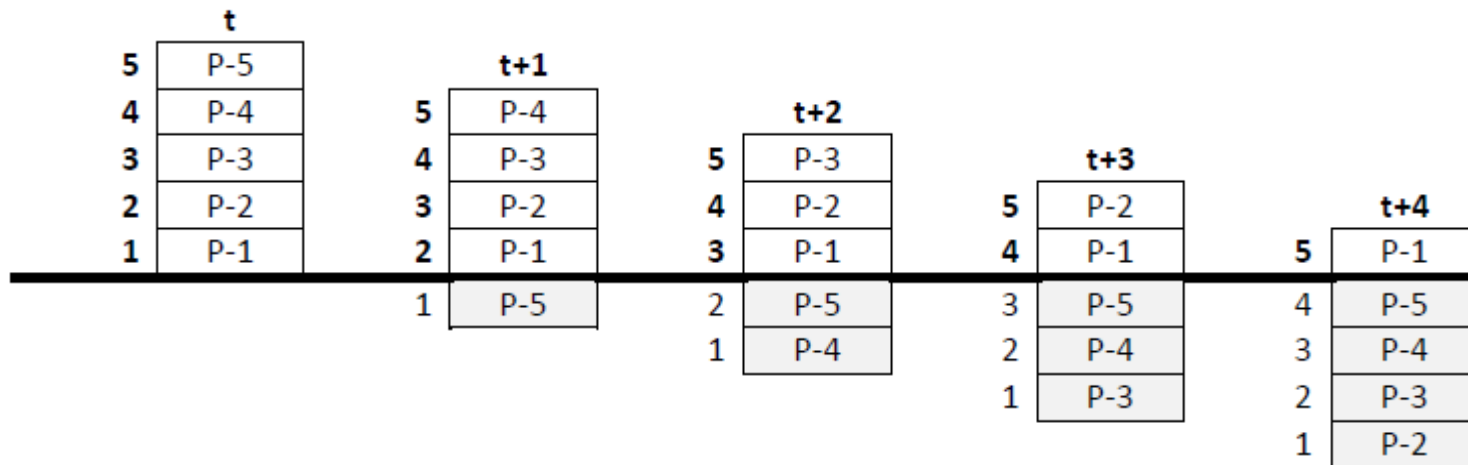 t
5 P-5 t+1
4 P-4 5 P-4 t+2
3 P-3 4 P-3 5 P-3 t+3
2 P-2 3 P-2 4 P-2 5 P-2 t+4
1 P-1 2 P-1 3 P-1 4 P-1 5 P-1
1 P-5 2 P-5 3 P-5 4 P-5
1 P-4 2 P-4 3 P-4
1 P-3 2 P-3
1 P-2